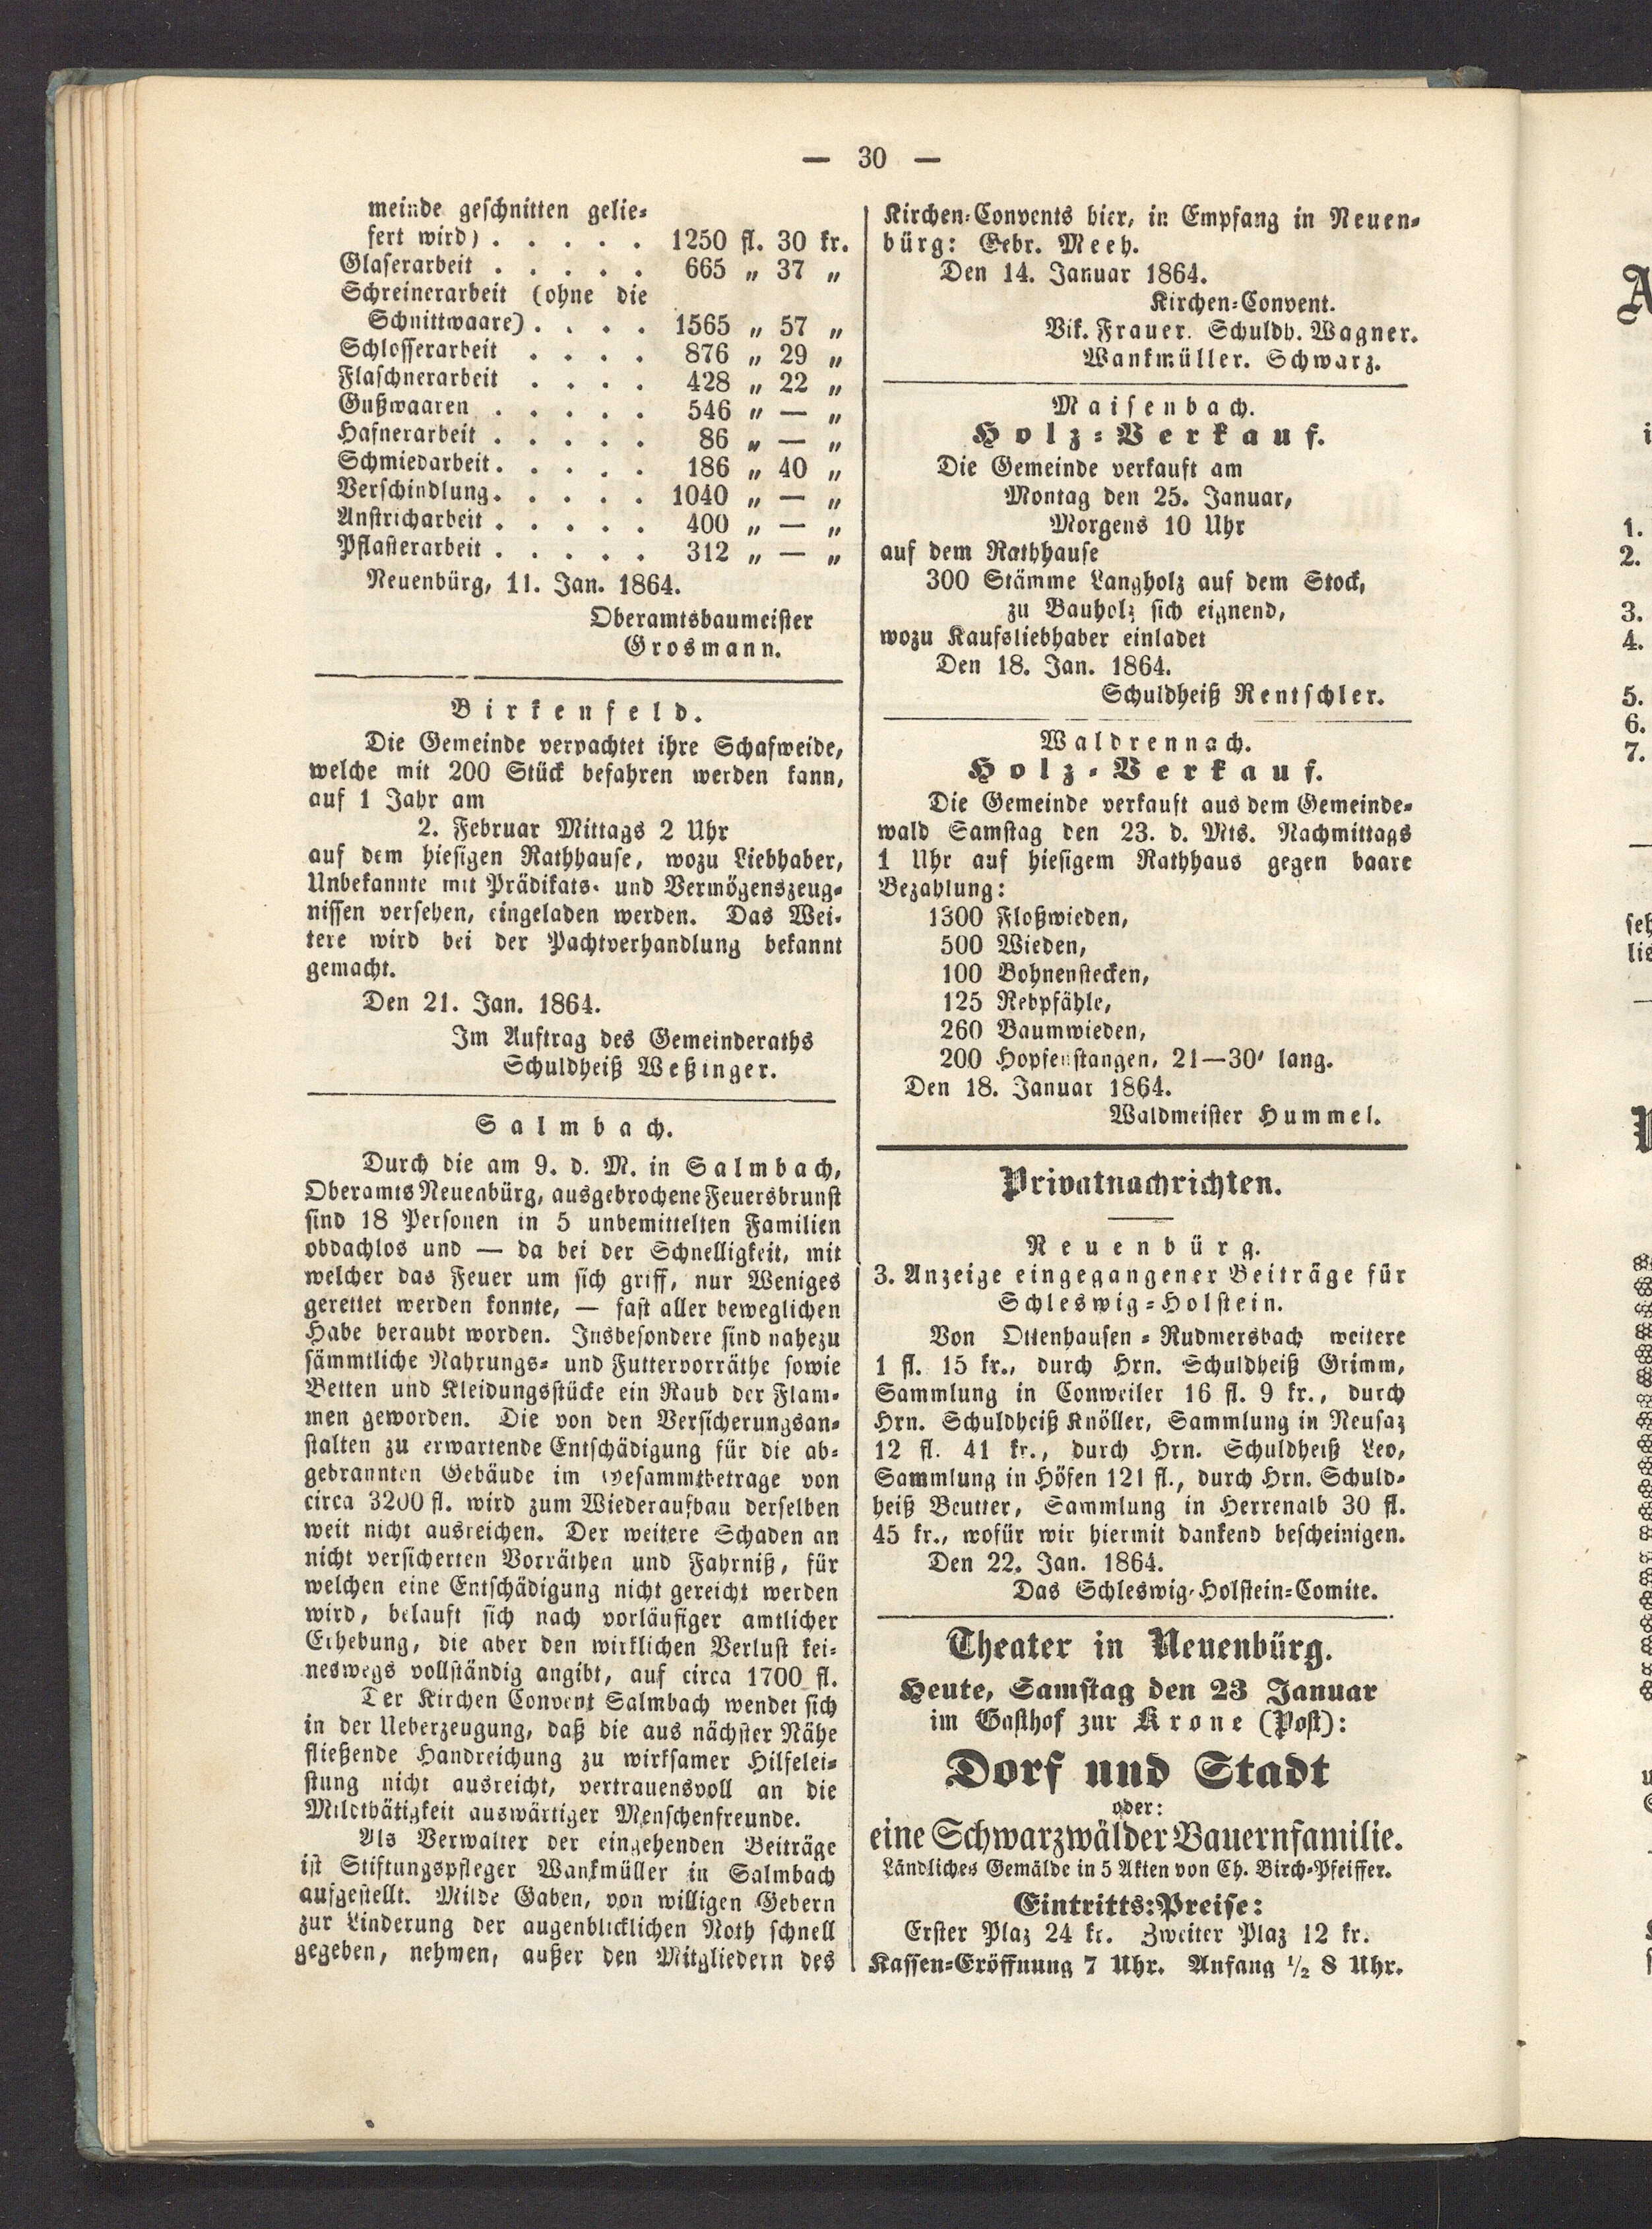 — 30 —
meinde geschnitten gelie-
fert wird) . . . . . 1250 fl. 30 kr.
Glaserarbeit . . . . . 665 „ 37 „
Schreinerarbeit (ohne die
Schnittwaare) . . . . 1565 „ 57 „
Schlosserarbeit . . . . 876 „ 29 „
Flaschnerarbeit . . . . 428 „ 22 „
Gußwaaren . . . . . 546 „ — „
Hafnerarbeit . . . . . 86 „ — „
Schmiedarbeit . . . . . 186 „ 40 „
Verschindlung . . . . . 1040 „ — „
Anstricharbeit . . . . . 400 „ — „
Pflasterarbeit . . . . . 312 „ — „
Neuenbürg, 11. Jan. 1864.
Oberamtsbaumeister
Grosmann.
Birkenfeld.
Die Gemeinde verpachtet ihre Schafweide,
welche mit 200 Stück befahren werden kann,
auf 1 Jahr am
2. Februar Mittags 2 Uhr
auf dem hiesigen Rathhause, wozu Liebhaber,
Unbekannte mit Prädikats- und Vermögenszeug-
nissen versehen, eingeladen werden. Das Wei-
tere wird bei der Pachtverhandlung bekannt
gemacht.
Den 21. Jan. 1864.
Im Auftrag des Gemeinderaths
Schuldheiß Weßinger.
Salmbach.
Durch die am 9. d. M. in Salmbach,
Oberamts Neuenbürg, ausgebrochene Feuersbrunst
sind 18 Personen in 5 unbemittelten Familien
obdachlos und — da bei der Schnelligkeit, mit
welcher das Feuer um sich griff, nur Weniges
gerettet werden konnte, — fast aller beweglichen
Habe beraubt worden. Insbesondere sind nahezu
sämmtliche Nahrungs- und Futtervorräthe sowie
Betten und Kleidungsstücke ein Raub der Flam-
men geworden. Die von den Versicherungsan-
stalten zu erwartende Entschädigung für die ab-
gebrannten Gebäude im Gesammtbetrage von
circa 3200 fl. wird zum Wiederaufbau derselben
weit nicht ausreichen. Der weitere Schaden an
nicht versicherten Vorräthen und Fahrniß, für
welchen eine Entschädigung nicht gereicht werden
wird, belauft sich nach vorläufiger amtlicher
Erhebung, die aber den wirklichen Verlust kei-
neswegs vollständig angibt, auf circa 1700 fl.
Der Kirchen Convent Salmbach wendet sich
in der Ueberzeugung, daß die aus nächster Nähe
fließende Handreichung zu wirksamer Hilfelei-
stung nicht ausreicht, vertrauensvoll an die
Mildthätigkeit auswärtiger Menschenfreunde.
Als Verwalter der eingehenden Beiträge
ist Stiftungspfleger Wankmüller in Salmbach
aufgestellt. Milde Gaben, von willigen Gebern
zur Linderung der augenblicklichen Noth schnell
gegeben, nehmen, außer den Mitgliedern des
Kirchen-Convents hier, in Empfang in Neuen-
bürg: Gebr. Meeh.
Den 14. Januar 1864.
Kirchen-Convent.
Vik. Frauer. Schuldh. Wagner.
Wankmüller. Schwarz.
Maisenbach.
Holz-Verkauf.
Die Gemeinde verkauft am
Montag den 25. Januar,
Morgens 10 Uhr
auf dem Rathhause
300 Stämme Langholz auf dem Stock,
zu Bauholz sich eignend,
wozu Kaufsliebhaber einladet
Den 18. Jan. 1864.
Schuldheiß Rentschler.
Waldrennach.
Holz-Verkauf.
Die Gemeinde verkauft aus dem Gemeinde-
wald Samstag den 23. d. Mts. Nachmittags
1 Uhr auf hiesigem Rathhaus gegen baare
Bezahlung:
1300 Floßwieden,
500 Wieden,
100 Bohnenstecken,
125 Rebpfähle,
260 Baumwieden,
200 Hopfenstangen, 21—30' lang.
Den 18. Januar 1864.
Waldmeister Hummel.
Privatnachrichten.
Neuenbürg.
3. Anzeige eingegangener Beiträge für
Schleswig-Holstein.
Von Ottenhausen-Rudmersbach weitere
1 fl. 15 kr., durch Hrn. Schuldheiß Grimm,
Sammlung in Conweiler 16 fl. 9 kr., durch
Hrn. Schuldheiß Knöller, Sammlung in Neusaz
12 fl. 41 kr., durch Hrn. Schuldheiß Leo,
Sammlung in Höfen 121 fl., durch Hrn. Schuld-
heiß Beutter, Sammlung in Herrenalb 30 fl.
45 kr., wofür wir hiermit dankend bescheinigen.
Den 22. Jan. 1864.
Das Schleswig-Holstein-Comite.
Theater in Neuenbürg.
Heute, Samstag den 23 Januar
im Gasthof zur Krone (Post):
Dorf und Stadt
oder:
eine Schwarzwälder Bauernfamilie.
Ländliches Gemälde in 5 Akten von Ch. Birch-Pfeiffer.
Eintritts-Preise:
Erster Plaz 24 kr. Zweiter Plaz 12 kr.
Kassen-Eröffnung 7 Uhr. Anfang ½ 8 Uhr.
1.
2.
3.
4.
5.
6.
7.